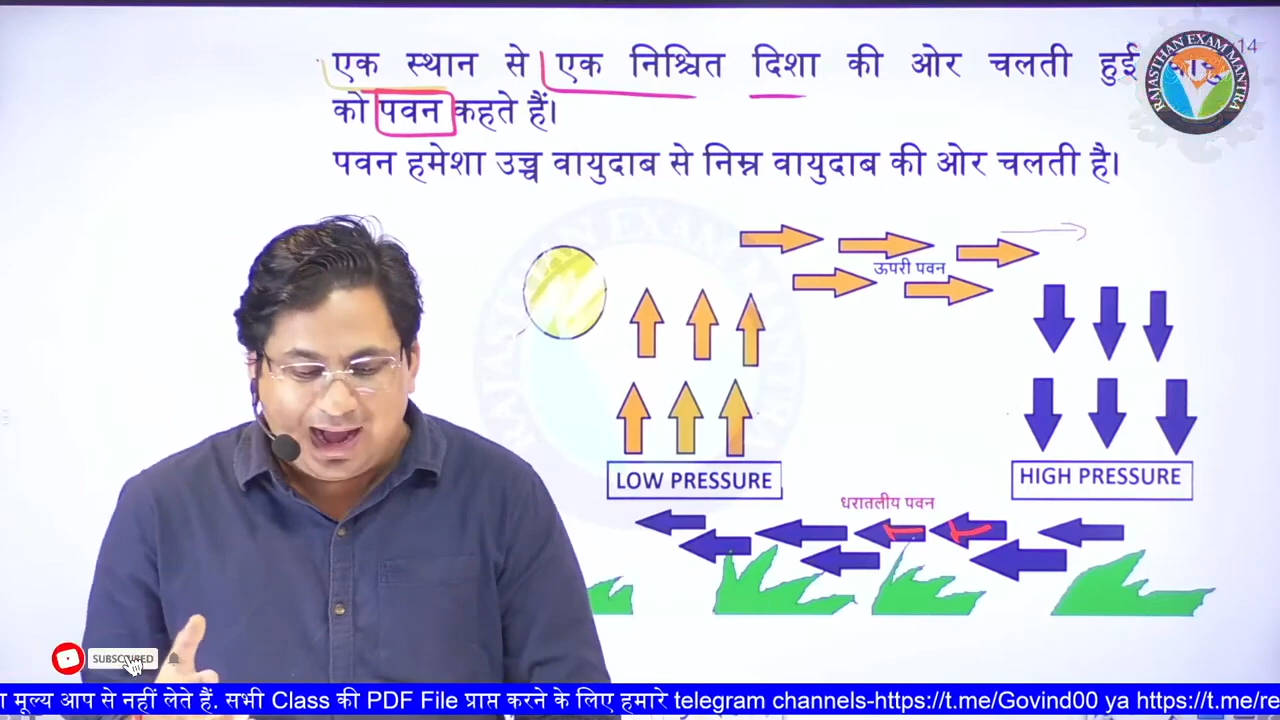 14
एक स्थान से एक निश्चित दिशा की ओर चलती हुई
को पवन कहते हैं।
पवन हमेशा उच्च वायुदाब से निम्न वायुदाब की ओर चलती है।
RAJASTHAN EXAM MANTRA
ऊपरी पवन
LOW PRESSURE
HIGH PRESSURE
धरातलीय पवन
SUBSCRIBED
मूल्य आप से नहीं लेते हैं. सभी Class की PDF File प्राप्त करने के लिए हमारे telegram channels-https://t.me/Govind00 ya https://t.me/re